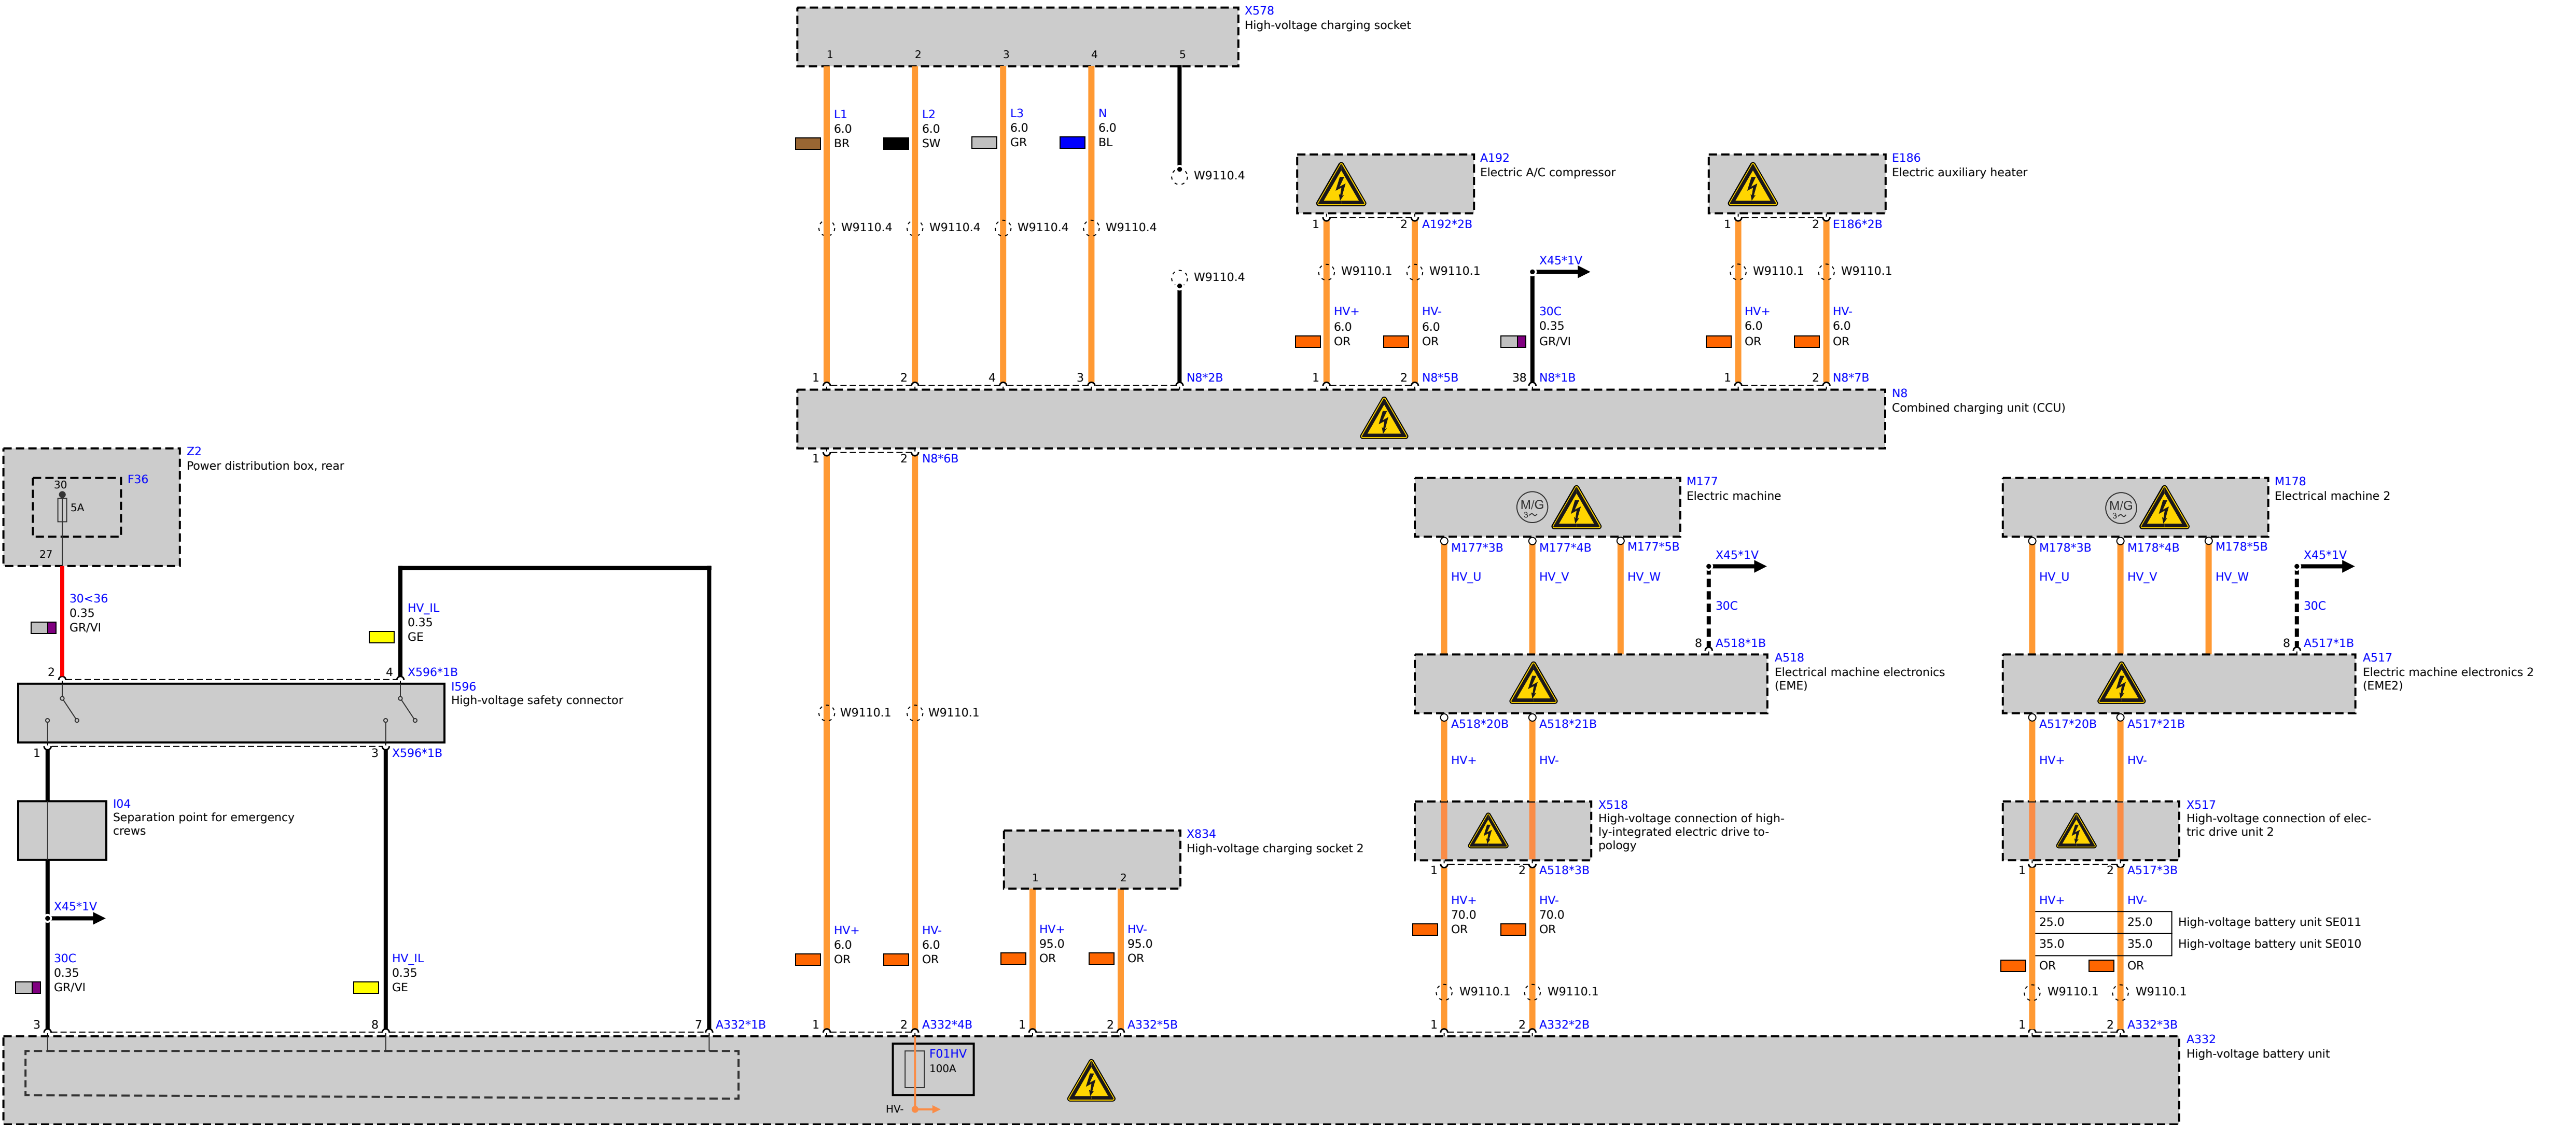 X578
High-voltage charging socket
1 2 3 4 5
L1
6.0
BR
L2
6.0
SW
L3
6.0
GR
N
6.0
BL
W9110.4
W9110.4 W9110.4 W9110.4 W9110.4
W9110.4
A192
Electric A/C compressor
1 2 A192*2B
W9110.1 W9110.1
HV+
6.0
OR
HV-
6.0
OR
X45*1V
30C
0.35
GR/VI
E186
Electric auxiliary heater
1 2 E186*2B
W9110.1 W9110.1
HV+
6.0
OR
HV-
6.0
OR
1 2 4 3 N8*2B
1 2 N8*5B
38 N8*1B
1 2 N8*7B
N8
Combined charging unit (CCU)
1 2 N8*6B
W9110.1 W9110.1
HV+
6.0
OR
HV-
6.0
OR
Z2
Power distribution box, rear
F36
30
5A
27
30<36
0.35
GR/VI
HV_IL
0.35
GE
2 4 X596*1B
I596
High-voltage safety connector
1 3 X596*1B
I04
Separation point for emergency
crews
X45*1V
30C
0.35
GR/VI
HV_IL
0.35
GE
X834
High-voltage charging socket 2
1 2
HV+
95.0
OR
HV-
95.0
OR
M177
Electric machine
M/G
3~
M177*3B M177*4B M177*5B
HV_U HV_V HV_W
X45*1V
30C
8 A518*1B
A518
Electrical machine electronics
(EME)
A518*20B A518*21B
HV+ HV-
X518
High-voltage connection of high-
ly-integrated electric drive to-
pology
1 2 A518*3B
HV+
70.0
OR
HV-
70.0
OR
W9110.1 W9110.1
M178
Electrical machine 2
M/G
3~
M178*3B M178*4B M178*5B
HV_U HV_V HV_W
X45*1V
30C
8 A517*1B
A517
Electric machine electronics 2
(EME2)
A517*20B A517*21B
HV+ HV-
X517
High-voltage connection of elec-
tric drive unit 2
1 2 A517*3B
HV+ HV-
25.0 25.0 High-voltage battery unit SE011
35.0 35.0 High-voltage battery unit SE010
OR OR
W9110.1 W9110.1
3 8 7 A332*1B
1 2 A332*4B
1 2 A332*5B
1 2 A332*2B
1 2 A332*3B
A332
High-voltage battery unit
F01HV
100A
HV-